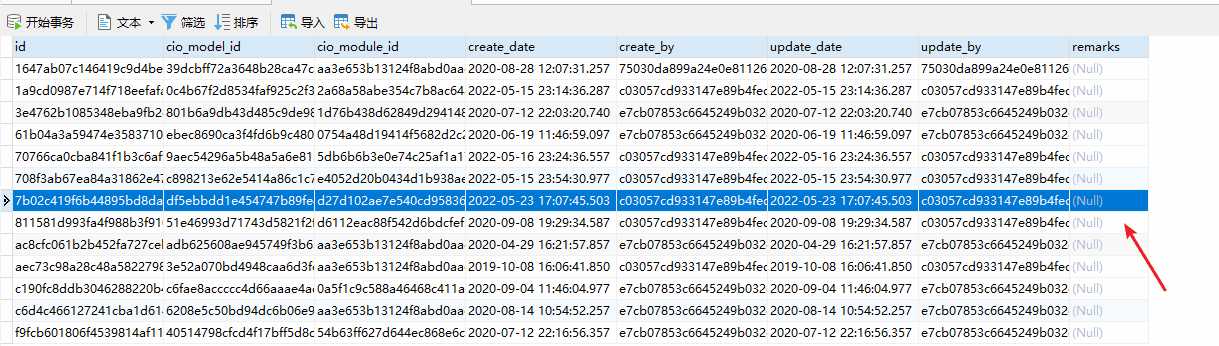 开始事务 文本 筛选 排序 导入 导出
id cio_model_id cio_module_id create_date create_by update_date update_by remarks
1647ab07c146419c9d4be 39dcbff72a3648b28ca47c aa3e653b13124f8abd0aa 2020-08-28 12:07:31.257 75030da899a24e0e81126 2020-08-28 12:07:31.257 75030da899a24e0e81126 (Null)
1a9cd0987e714f718eefafa 0c4b67f2d8534faf925c2f3 2a68a58abe354c7b8ac64 2022-05-15 23:14:36.287 c03057cd933147e89b4fec 2022-05-15 23:14:36.287 c03057cd933147e89b4fec (Null)
3e4762b1085348eba9fb2 801b6a9db43d485c9de98 1d76b438d62849d294148 2020-07-12 22:03:20.740 e7cb07853c6645249b032 2020-07-12 22:03:20.740 e7cb07853c6645249b032 (Null)
61b04a3a59474e3583710 ebec8690ca3f4fd6b9c480 0754a48d19414f5682d2c2 2020-06-19 11:46:59.097 e7cb07853c6645249b032 2020-06-19 11:46:59.097 e7cb07853c6645249b032 (Null)
70766ca0cba841f1b3c6af 9aec54296a5b48a5a6e81 5db6b6b3e0e74c25af1a1 2022-05-16 23:24:36.557 c03057cd933147e89b4fec 2022-05-16 23:24:36.557 c03057cd933147e89b4fec (Null)
708f3ab67ea84a31862e47 c898213e62e5414a86c1c7 e4052d20b0434d1b938ae 2022-05-15 23:54:30.977 c03057cd933147e89b4fec 2022-05-15 23:54:30.977 c03057cd933147e89b4fec (Null)
7b02c419f6b44895bd8da df5ebbdd1e454747b89fe d27d102ae7e540cd95836 2022-05-23 17:07:45.503 c03057cd933147e89b4fec 2022-05-23 17:07:45.503 c03057cd933147e89b4fec (Null)
811581d993fa4f988b3f91 51e46993d71743d5821f2 d6112eac88f542d6bdcfef 2020-09-08 19:29:34.587 c03057cd933147e89b4fec 2020-09-08 19:29:34.587 c03057cd933147e89b4fec (Null)
ac8cfc061b2b452fa727cel adb625608ae945749f3b6 aa3e653b13124f8abd0aa 2020-04-29 16:21:57.857 e7cb07853c6645249b032 2020-04-29 16:21:57.857 e7cb07853c6645249b032 (Null)
aec73c98a28c48a5822798 3e52a070bd4948caa6d3f aa3e653b13124f8abd0aa 2019-10-08 16:06:41.850 c03057cd933147e89b4fec 2019-10-08 16:06:41.850 c03057cd933147e89b4fec (Null)
c190fc8ddb3046288220b4 c6fae8accccc4d66aaae4a 0a5f1c9c588a46468c411a 2020-09-04 11:46:04.977 e7cb07853c6645249b032 2020-09-04 11:46:04.977 e7cb07853c6645249b032 (Null)
c6d4c466127241cba1d61 6208e5c50bd94dc6b06e9 aa3e653b13124f8abd0aa 2020-08-14 10:54:52.257 e7cb07853c6645249b032 2020-08-14 10:54:52.257 e7cb07853c6645249b032 (Null)
f9fcb601806f4539814af11 40514798cfcd4f17bff5d8c 54b63ff627d644ec868e6c 2020-07-12 22:16:56.357 e7cb07853c6645249b032 2020-07-12 22:16:56.357 e7cb07853c6645249b032 (Null)